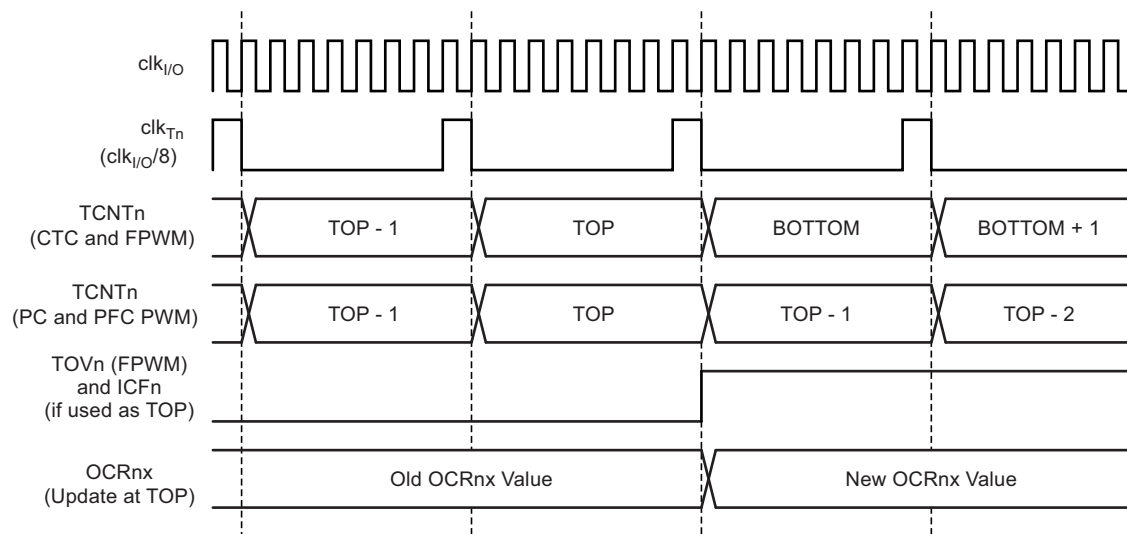 clkI/O
clkTn
(clkI/O/8)
TCNTn
(CTC and FPWM)
TOP - 1 TOP BOTTOM BOTTOM + 1
TCNTn
(PC and PFC PWM)
TOP - 1 TOP TOP - 1 TOP - 2
TOVn (FPWM)
and ICFn
(if used as TOP)
OCRnx
(Update at TOP)
Old OCRnx Value New OCRnx Value